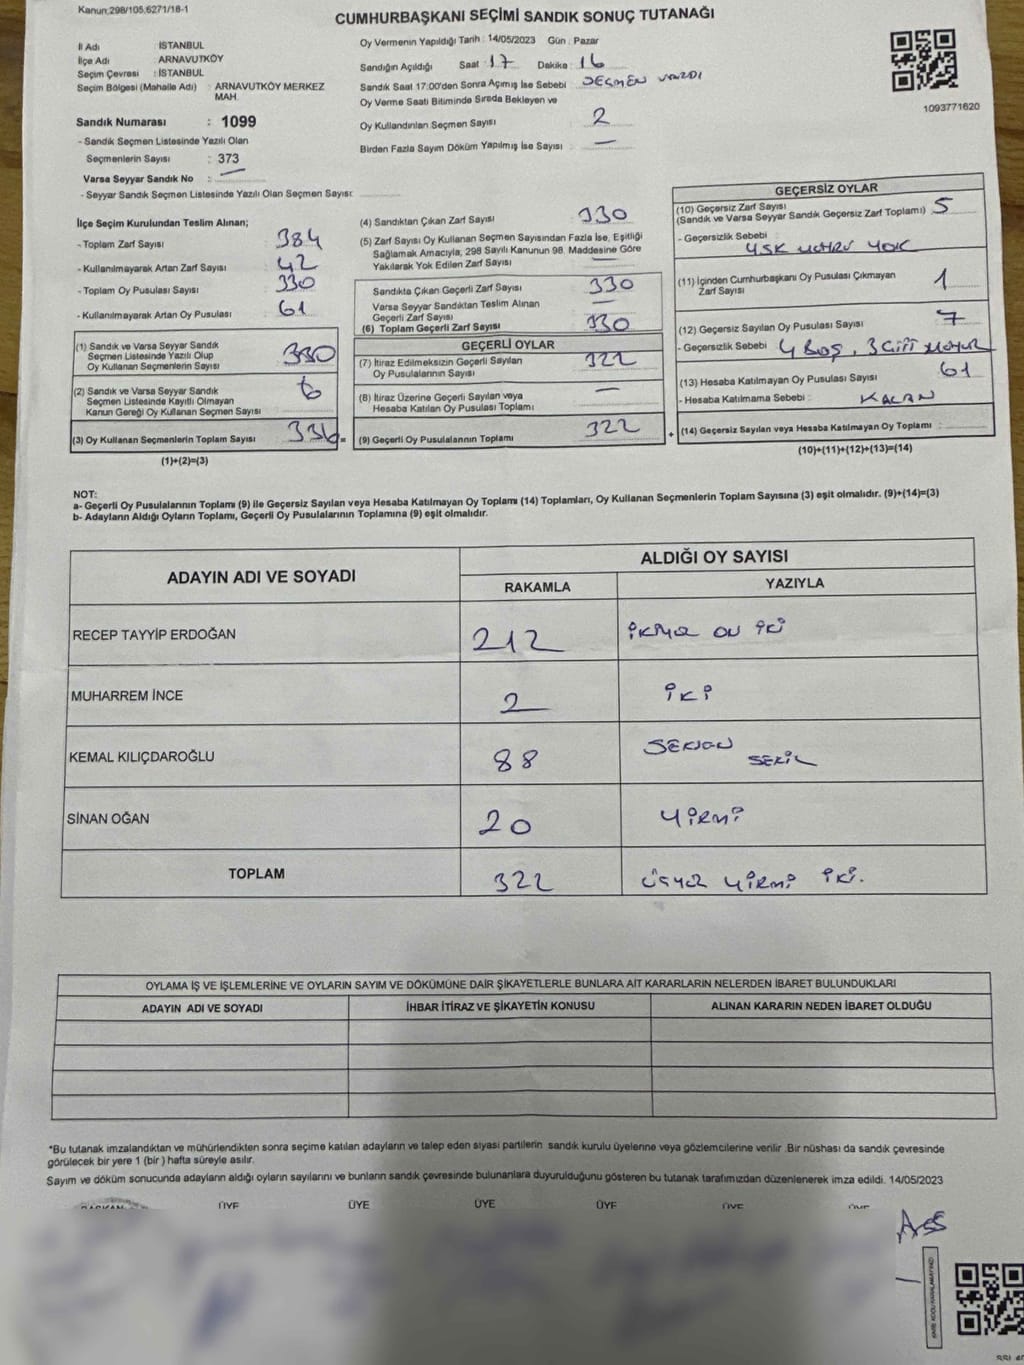 Kanun:298/105,6271/18-1
CUMHURBAŞKANI SEÇİMİ SANDIK SONUÇ TUTANAĞI
İl Adı : İSTANBUL
İlçe Adı : ARNAVUTKÖY
Seçim Çevresi : İSTANBUL
Seçim Bölgesi (Mahalle Adı) : ARNAVUTKÖY MERKEZ MAH.
Sandık Numarası : 1099
- Sandık Seçmen Listesinde Yazılı Olan
Seçmenlerin Sayısı : 373
Varsa Seyyar Sandık No : —
- Seyyar Sandık Seçmen Listesinde Yazılı Olan Seçmen Sayısı:
Oy Vermenin Yapıldığı Tarih : 14/05/2023 Gün : Pazar
Sandığın Açıldığı Saat : 17 Dakika : 16
Sandık Saat 17:00'den Sonra Açımış İse Sebebi : SEÇMEN VARDI
Oy Verme Saati Bitiminde Sırada Bekleyen ve
Oy Kullandırılan Seçmen Sayısı : 2
Birden Fazla Sayım Döküm Yapılmış İse Sayısı : —
1093771620
İlçe Seçim Kurulundan Teslim Alınan;
- Toplam Zarf Sayısı : 384
- Kullanılmayarak Artan Zarf Sayısı : 42
- Toplam Oy Pusulası Sayısı : 330
- Kullanılmayarak Artan Oy Pusulası : 61
(1) Sandık ve Varsa Seyyar Sandık
Seçmen Listesinde Yazılı Olup
Oy Kullanan Seçmenlerin Sayısı : 330
(2) Sandık ve Varsa Seyyar Sandık
Seçmen Listesinde Kayıtlı Olmayan
Kanun Gereği Oy Kullanan Seçmen Sayısı : 6
(3) Oy Kullanan Seçmenlerin Toplam Sayısı : 336 =
(1)+(2)=(3)
(4) Sandıktan Çıkan Zarf Sayısı : 330
(5) Zarf Sayısı Oy Kullanan Seçmen Sayısından Fazla İse, Eşitliği
Sağlamak Amacıyla, 298 Sayılı Kanunun 98. Maddesine Göre
Yakılarak Yok Edilen Zarf Sayısı : —
Sandıkta Çıkan Geçerli Zarf Sayısı : 330
Varsa Seyyar Sandıktan Teslim Alınan
Geçerli Zarf Sayısı : —
(6) Toplam Geçerli Zarf Sayısı : 330
GEÇERLİ OYLAR
(7) İtiraz Edilmeksizin Geçerli Sayılan
Oy Pusulalarının Sayısı : 322
(8) İtiraz Üzerine Geçerli Sayılan veya
Hesaba Katılan Oy Pusulası Toplamı : —
(9) Geçerli Oy Pusulalarının Toplamı : 322 +
GEÇERSİZ OYLAR
(10) Geçersiz Zarf Sayısı
(Sandık ve Varsa Seyyar Sandık Geçersiz Zarf Toplamı) : 5
- Geçersizlik Sebebi : YSK MÜHRÜ YOK
(11) İçinden Cumhurbaşkanı Oy Pusulası Çıkmayan
Zarf Sayısı : 1
(12) Geçersiz Sayılan Oy Pusulası Sayısı : 7
- Geçersizlik Sebebi : 4 BOŞ, 3 ÇİFT MÜHÜR
(13) Hesaba Katılmayan Oy Pusulası Sayısı : 61
- Hesaba Katılmama Sebebi : KALAN
(14) Geçersiz Sayılan veya Hesaba Katılmayan Oy Toplamı :
(10)+(11)+(12)+(13)=(14)
NOT:
a- Geçerli Oy Pusulalarının Toplamı (9) ile Geçersiz Sayılan veya Hesaba Katılmayan Oy Toplamı (14) Toplamları, Oy Kullanan Seçmenlerin Toplam Sayısına (3) eşit olmalıdır. (9)+(14)=(3)
b- Adayların Aldığı Oyların Toplamı, Geçerli Oy Pusulalarının Toplamına (9) eşit olmalıdır.
ADAYIN ADI VE SOYADI
ALDIĞI OY SAYISI
RAKAMLA YAZIYLA
RECEP TAYYİP ERDOĞAN 212 İKİYÜZ ON İKİ
MUHARREM İNCE 2 İKİ
KEMAL KILIÇDAROĞLU 88 SEKSEN SEKİZ
SİNAN OĞAN 20 YİRMİ
TOPLAM 322 ÜÇYÜZ YİRMİ İKİ.
OYLAMA İŞ VE İŞLEMLERİNE VE OYLARIN SAYIM VE DÖKÜMÜNE DAİR ŞİKAYETLERLE BUNLARA AİT KARARLARIN NELERDEN İBARET BULUNDUKLARI
ADAYIN ADI VE SOYADI İHBAR İTİRAZ VE ŞİKAYETİN KONUSU ALINAN KARARIN NEDEN İBARET OLDUĞU
*Bu tutanak imzalandıktan ve mühürlendikten sonra seçime katılan adayların ve talep eden siyasi partilerin sandık kurulu üyelerine veya gözlemcilerine verilir. Bir nüshası da sandık çevresinde
görülecek bir yere 1 (bir) hafta süreyle asılır.
Sayım ve döküm sonucunda adayların aldığı oyların sayılarını ve bunların sandık çevresinde bulunanlara duyurulduğunu gösteren bu tutanak tarafımızdan düzenlenerek imza edildi. 14/05/2023
BAŞKAN ÜYE ÜYE ÜYE ÜYE ÜYE ÜYE